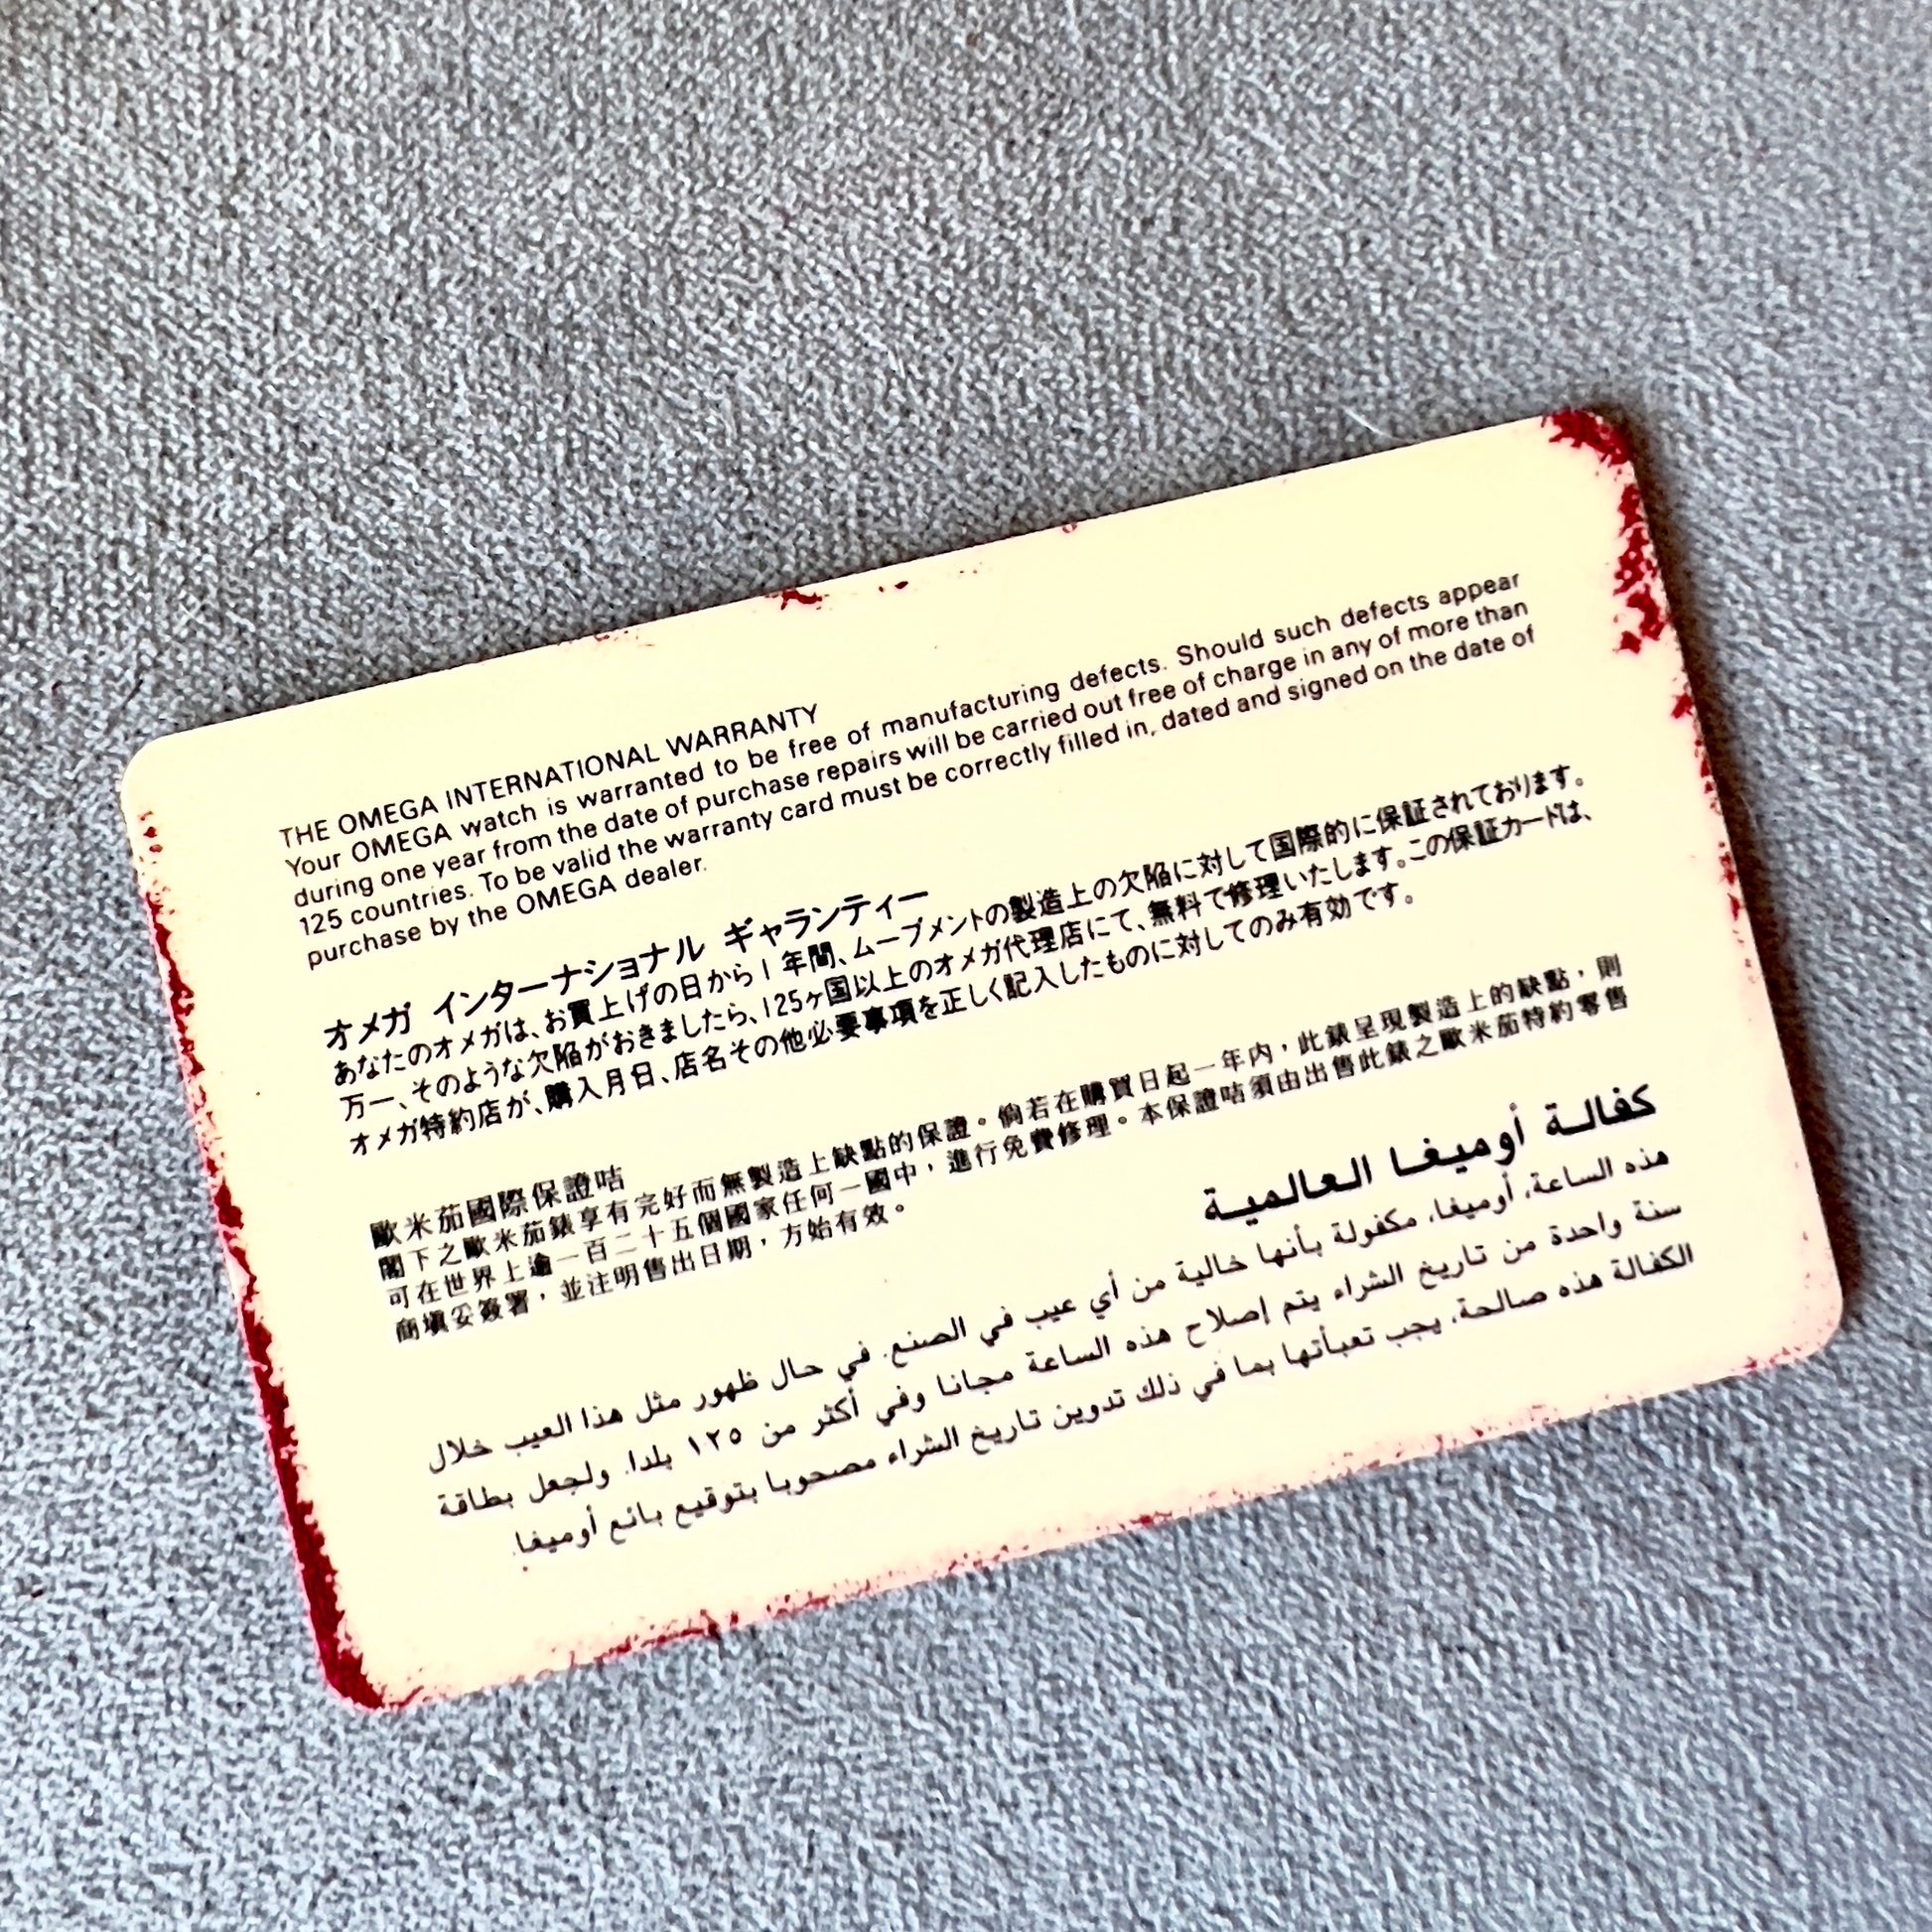 THE OMEGA INTERNATIONAL WARRANTY
Your OMEGA watch is warranted to be free of manufacturing defects. Should such defects appear
during one year from the date of purchase repairs will be carried out free of charge in any of more than
125 countries. To be valid the warranty card must be correctly filled in, dated and signed on the date of
purchase by the OMEGA dealer.
オメガ インターナショナル ギャランティー
あなたのオメガは、お買上げの日から1年間、ムーブメントの製造上の欠陥に対して国際的に保証されております。
万一、そのような欠陥がおきましたら、125ヶ国以上のオメガ代理店にて、無料で修理いたします。この保証カードは、
オメガ特約店が、購入月日、店名その他必要事項を正しく記入したものに対してのみ有効です。
歐米茄國際保證咭
閣下之歐米茄錶享有完好而無製造上缺點的保證。倘若在購買日起一年内，此錶呈現製造上的缺點，則
可在世界上逾一百二十五個國家任何一國中，進行免費修理。本保證咭須由出售此錶之歐米茄特約零售
商塡妥簽署，並注明售出日期，方始有效。
كفالة أوميغا العالمية
هذه الساعة، أوميغا، مكفولة بأنها خالية من أي عيب في الصنع. في حال ظهور مثل هذا العيب خلال
سنة واحدة من تاريخ الشراء يتم إصلاح هذه الساعة مجانا وفي أكثر من ١٢٥ بلدا. ولجعل بطاقة
الكفالة هذه صالحة، يجب تعبأتها بما في ذلك تدوين تاريخ الشراء مصحوبا بتوقيع بائع أوميغا.